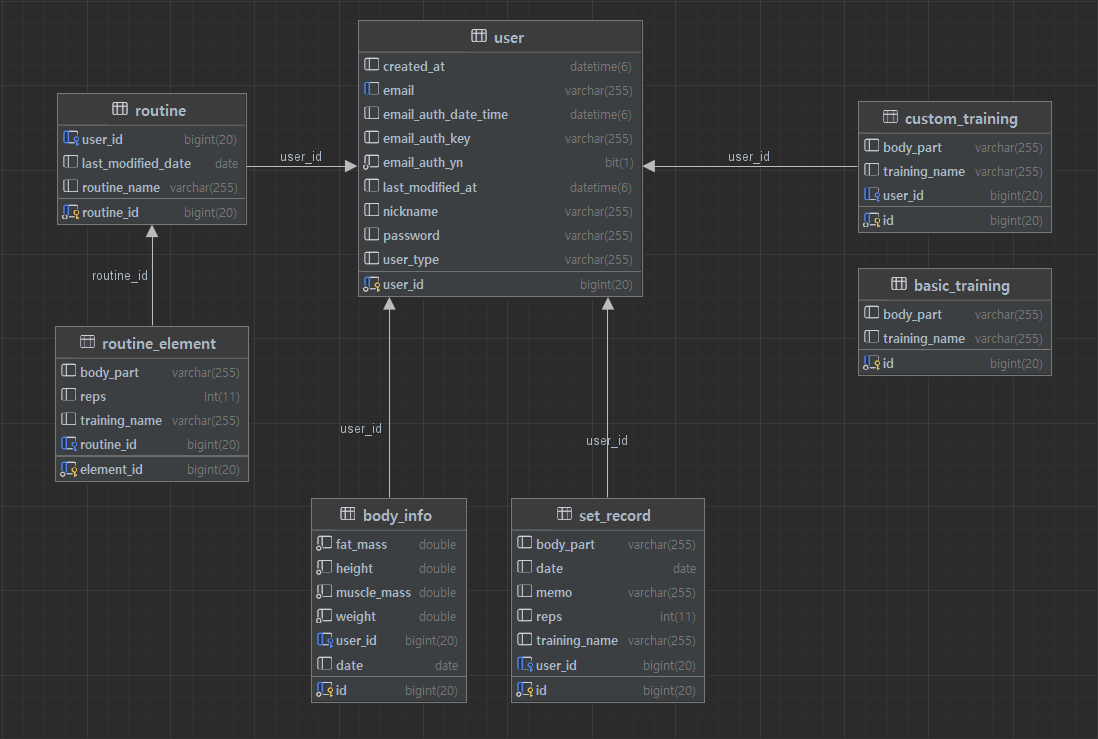 user
created_at datetime(6)
email varchar(255)
email_auth_date_time datetime(6)
email_auth_key varchar(255)
email_auth_yn bit(1)
last_modified_at datetime(6)
nickname varchar(255)
password varchar(255)
user_type varchar(255)
user_id bigint(20)
routine
user_id bigint(20)
last_modified_date date
routine_name varchar(255)
routine_id bigint(20)
user_id
user_id
custom_training
body_part varchar(255)
training_name varchar(255)
user_id bigint(20)
id bigint(20)
basic_training
body_part varchar(255)
training_name varchar(255)
id bigint(20)
routine_id
routine_element
body_part varchar(255)
reps int(11)
training_name varchar(255)
routine_id bigint(20)
element_id bigint(20)
user_id
user_id
body_info
fat_mass double
height double
muscle_mass double
weight double
user_id bigint(20)
date date
id bigint(20)
set_record
body_part varchar(255)
date date
memo varchar(255)
reps int(11)
training_name varchar(255)
user_id bigint(20)
id bigint(20)